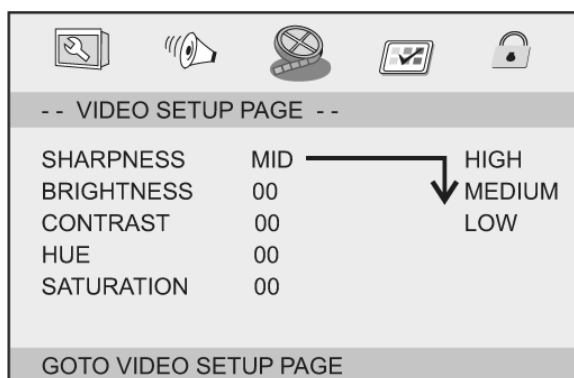 - - VIDEO SETUP PAGE - -
SHARPNESS MID HIGH
BRIGHTNESS 00 MEDIUM
CONTRAST 00 LOW
HUE 00
SATURATION 00
GOTO VIDEO SETUP PAGE